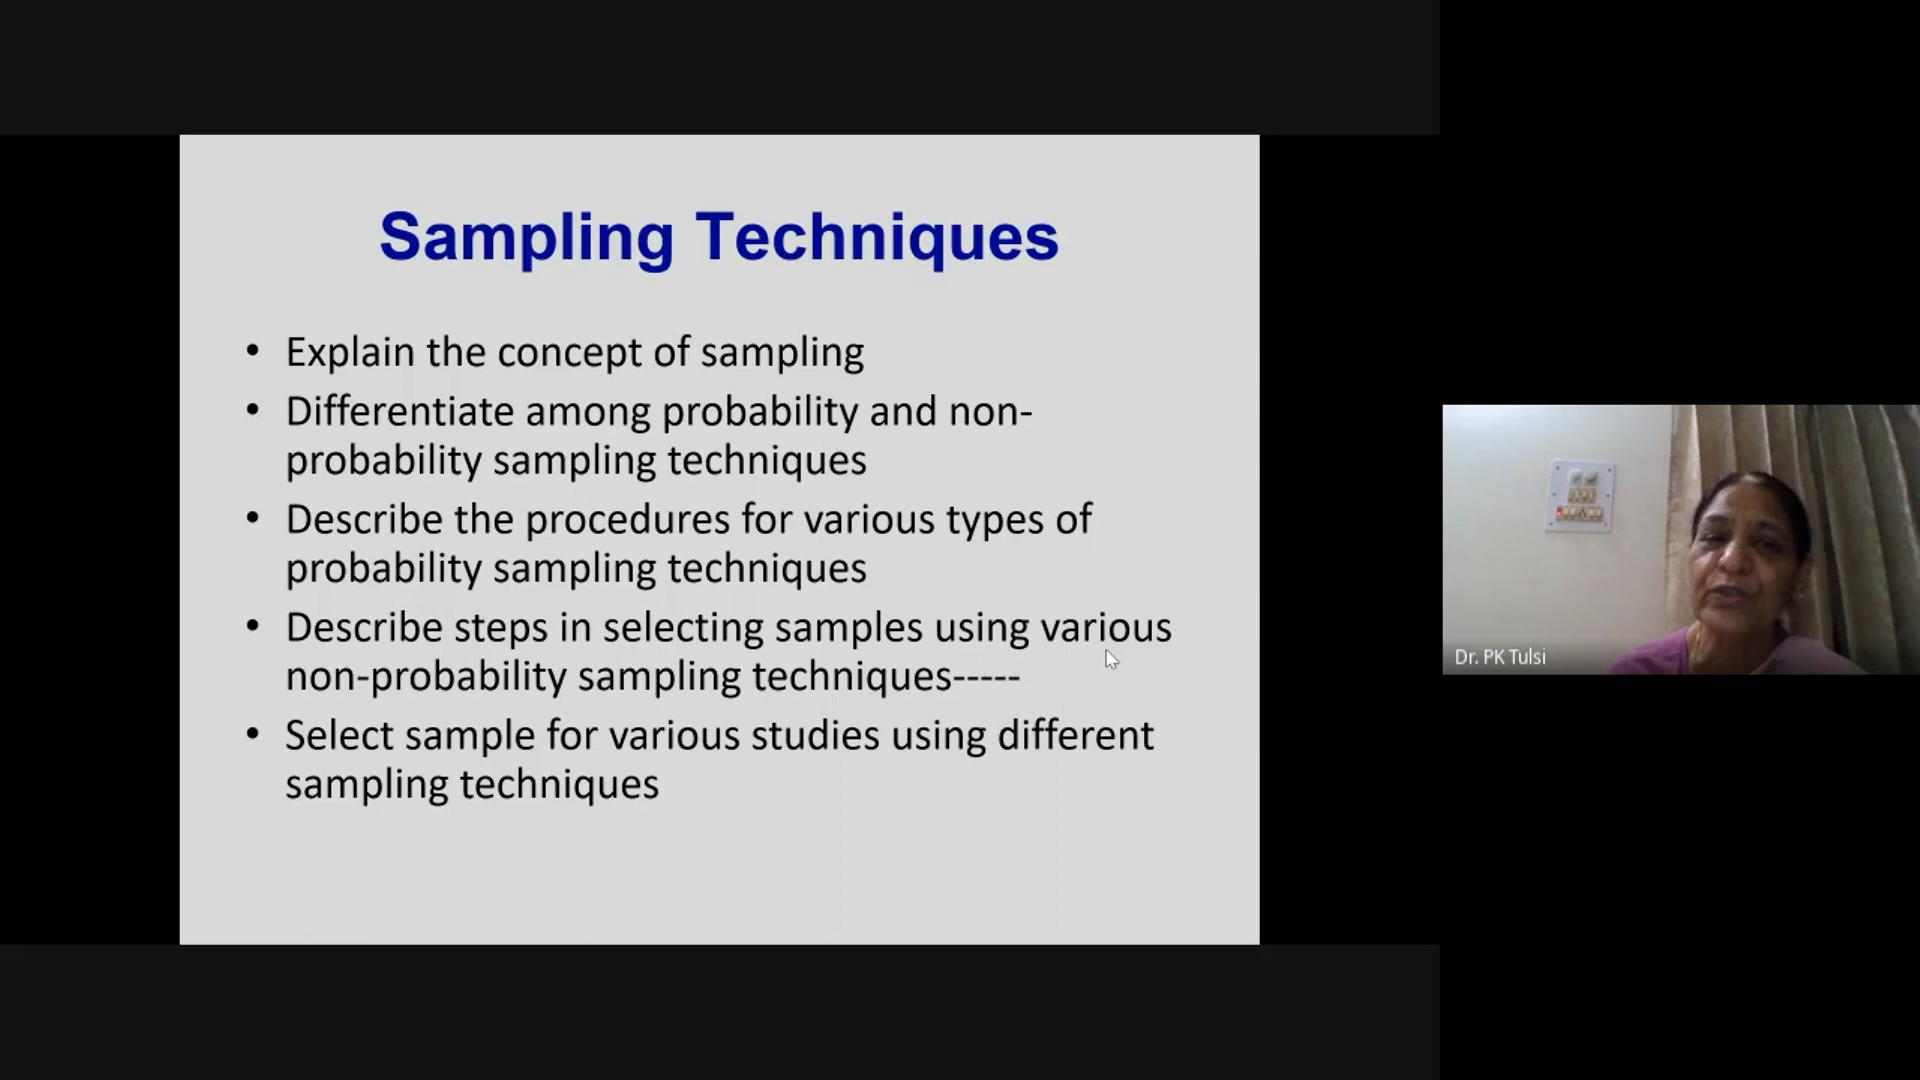 Sampling Techniques
• Explain the concept of sampling
• Differentiate among probability and non-
probability sampling techniques
• Describe the procedures for various types of
probability sampling techniques
• Describe steps in selecting samples using various
non-probability sampling techniques-----
• Select sample for various studies using different
sampling techniques
Dr. PK Tulsi